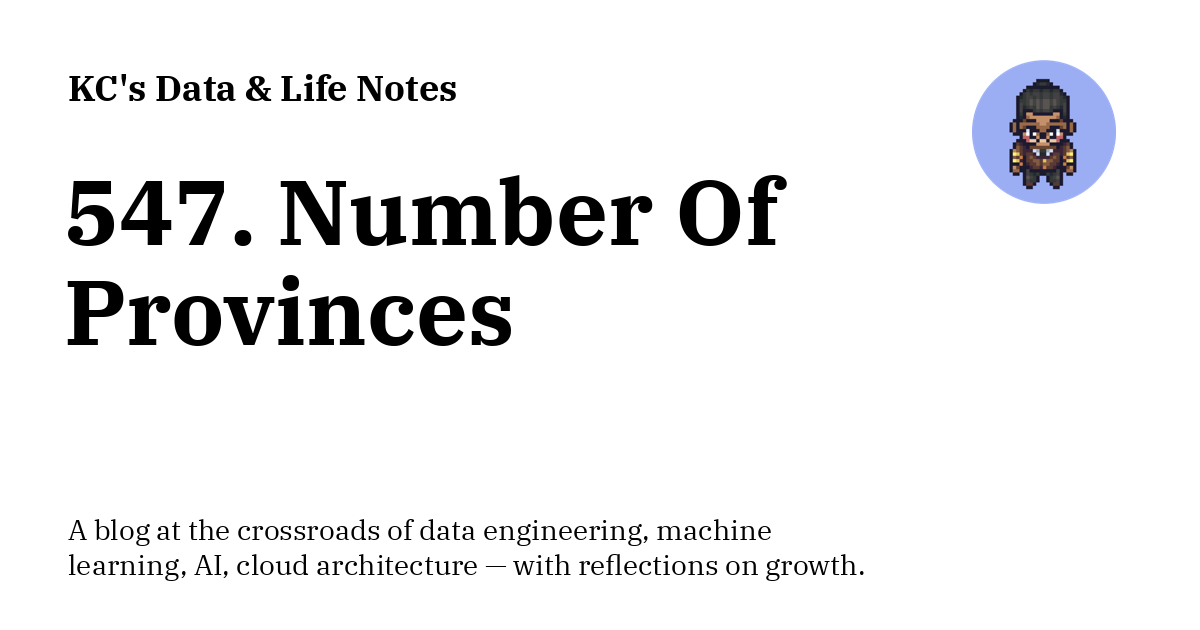 KC's Data & Life Notes
547. Number Of
Provinces
A blog at the crossroads of data engineering, machine
learning, AI, cloud architecture — with reflections on growth.